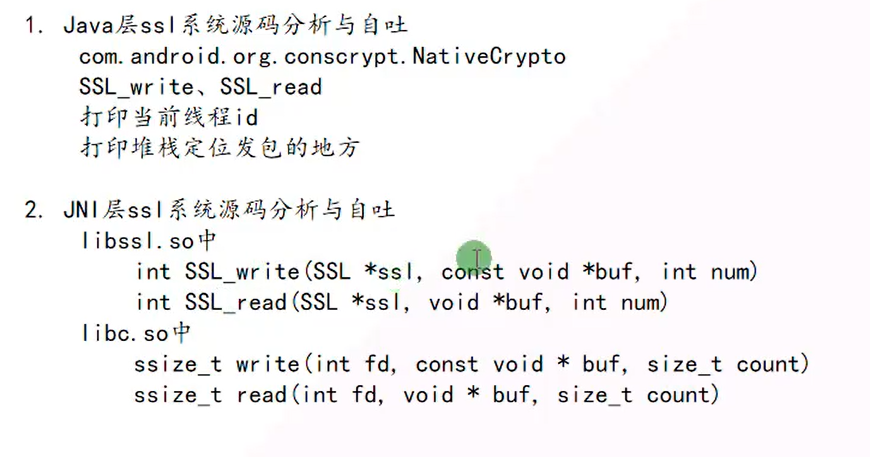 1. Java层ssl系统源码分析与自吐
com.android.org.conscrypt.NativeCrypto
SSL_write、SSL_read
打印当前线程id
打印堆栈定位发包的地方
2. JNI层ssl系统源码分析与自吐
libssl.so中
int SSL_write(SSL *ssl, const void *buf, int num)
int SSL_read(SSL *ssl, void *buf, int num)
libc.so中
ssize_t write(int fd, const void * buf, size_t count)
ssize_t read(int fd, void * buf, size_t count)